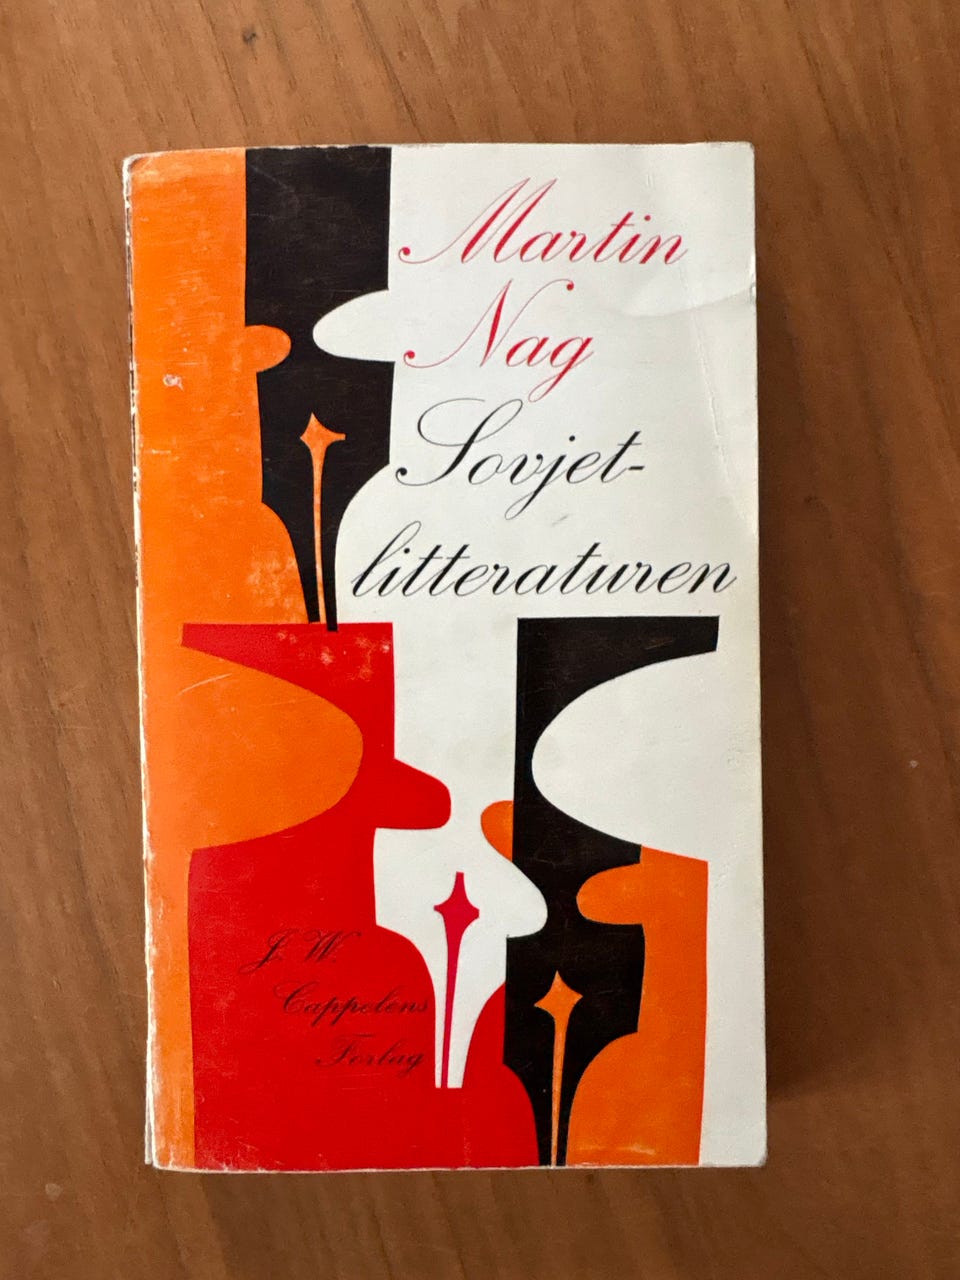 Martin
Nag
Sovjet-
litteraturen
J. W.
Cappelens
Forlag